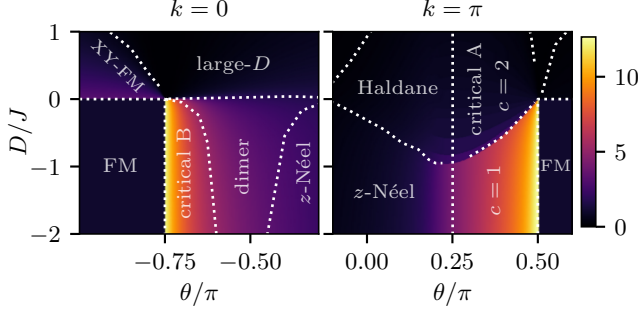 k = 0
k = π
1
0
−1
−2
D/J
XY-FM
large-D
FM
critical B
dimer
z-Néel
Haldane
critical A
c = 2
z-Néel
c = 1
FM
10
5
0
−0.75
−0.50
0.00
0.25
0.50
θ/π
θ/π